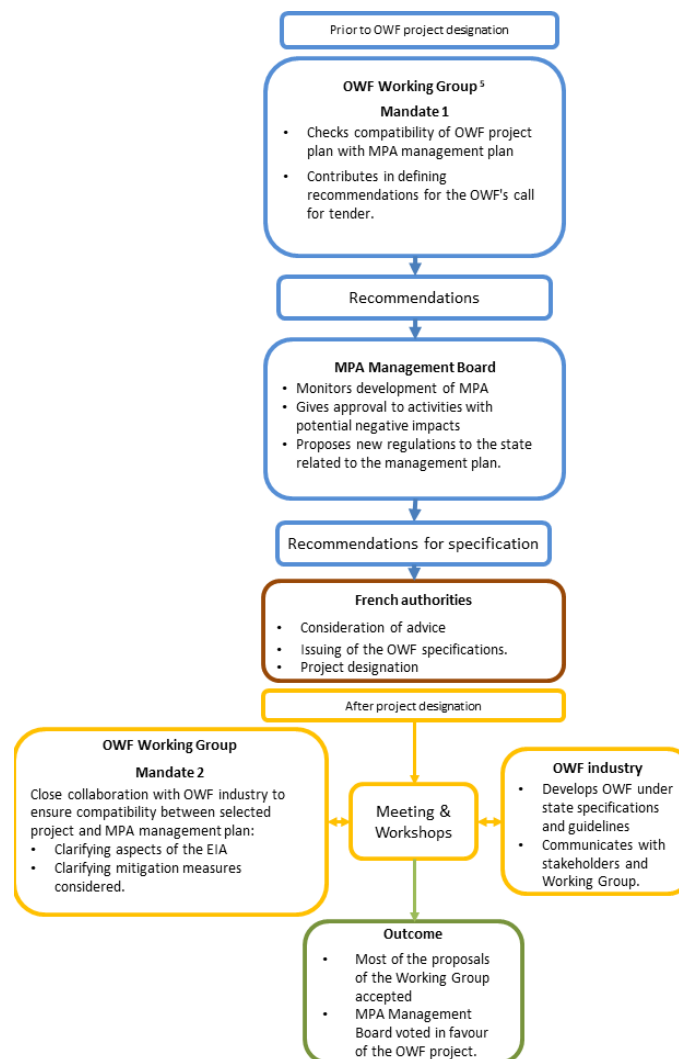 Prior to OWF project designation
OWF Working Group 5
Mandate 1
• Checks compatibility of OWF project
plan with MPA management plan
• Contributes in defining
recommendations for the OWF's call
for tender.
Recommendations
MPA Management Board
• Monitors development of MPA
• Gives approval to activities with
potential negative impacts
• Proposes new regulations to the state
related to the management plan.
Recommendations for specification
French authorities
• Consideration of advice
• Issuing of the OWF specifications.
• Project designation
After project designation
OWF Working Group
Mandate 2
Close collaboration with OWF industry to
ensure compatibility between selected
project and MPA management plan:
• Clarifying aspects of the EIA
• Clarifying mitigation measures
considered.
Meeting &
Workshops
OWF industry
• Develops OWF under
state specifications
and guidelines
• Communicates with
stakeholders and
Working Group.
Outcome
• Most of the proposals
of the Working Group
accepted
• MPA Management
Board voted in favour
of the OWF project.